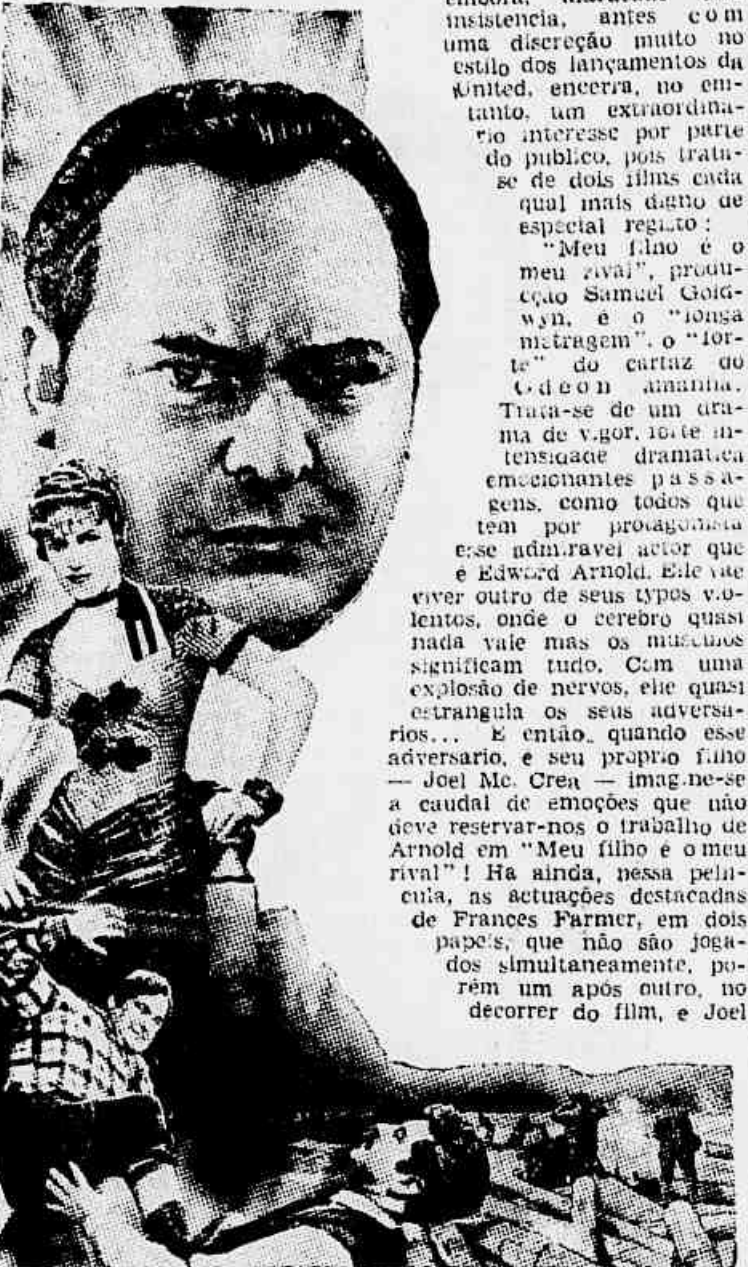 insistencia, antes com
uma discreção muito no
estilo dos lançamentos da
United, encerra, no em-
tanto, um extraordina-
rio interesse por parte
do publico, pois trata-
se de dois films cada
qual mais digno de
especial registo :
"Meu filho é o
meu rival", produ-
cção Samuel Gold-
wyn, é o "longa
metragem", o "for-
te" do cartaz do
Odeon amanhã.
Trata-se de um dra-
ma de vigor, forte in-
tensidade dramatica
emocionantes passa-
gens, como todos que
têm por protagonista
esse admiravel actor que
é Edward Arnold. Elle vae
viver outro de seus typos vio-
lentos, onde o cerebro quasi
nada vale mas os musculos
significam tudo. Com uma
explosão de nervos, elle quasi
estrangula os seus adversa-
rios... E então, quando esse
adversario, é seu proprio filho
— Joel Mc. Crea — imagine-se
a caudal de emoções que não
deve reservar-nos o trabalho de
Arnold em "Meu filho é o meu
rival" ! Ha ainda, nessa pelli-
cula, as actuações destacadas
de Frances Farmer, em dois
papeis, que não são joga-
dos simultaneamente, po-
rém um após outro, no
decorrer do film, e Joel